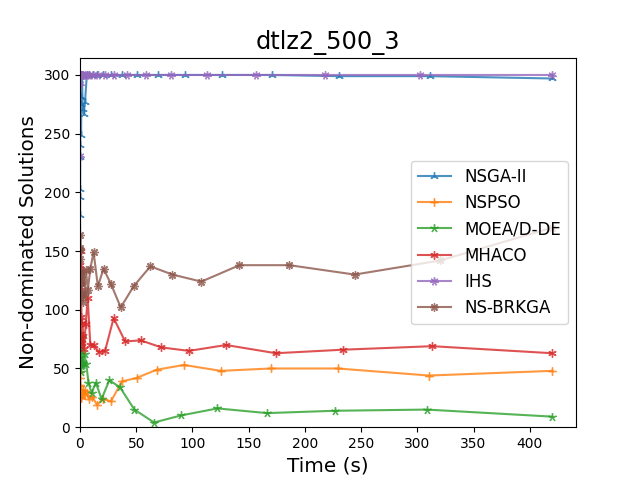 dtlz2_500_3
Non-dominated Solutions
300
250
200
150
100
50
0
NSGA-II
NSPSO
MOEA/D-DE
MHACO
IHS
NS-BRKGA
0 50 100 150 200 250 300 350 400
Time (s)